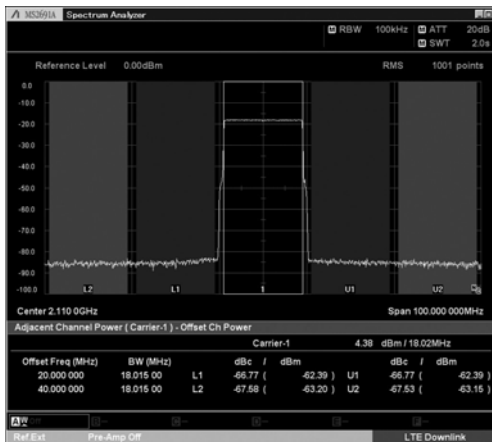 MS2691A Spectrum Analyzer
M RBW 100kHz M ATT 20dB
M SWT 2.0s
Reference Level 0.00dBm RMS 1001 points
0.0
-10.0
-20.0
-30.0
-40.0
-50.0
-60.0
-70.0
-80.0
-90.0
-100.0
L2 L1 1 U1 U2
Center 2.110 0GHz Span 100.000 000MHz
Adjacent Channel Power ( Carrier-1 ) - Offset Ch Power
Carrier-1 4.38 dBm / 18.02MHz
Offset Freq (MHz) BW (MHz) dBc / dBm dBc / dBm
20.000 000 18.015 00 L1 -66.77 ( -62.39 ) U1 -66.77 ( -62.39 )
40.000 000 18.015 00 L2 -67.58 ( -63.20 ) U2 -67.53 ( -63.15 )
Ref.Ext Pre-Amp Off LTE Downlink